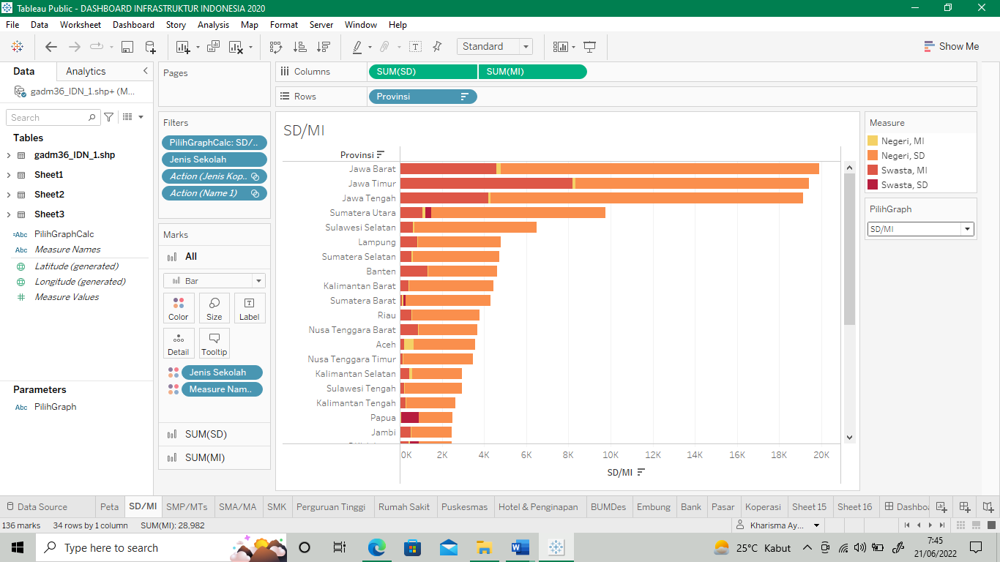 Tableau Public - DASHBOARD INFRASTRUKTUR INDONESIA 2020
File Data Worksheet Dashboard Story Analysis Map Format Server Window Help
Standard
Show Me
Data Analytics
gadm36_IDN_1.shp+ (M...
Search
Tables
gadm36_IDN_1.shp
Sheet1
Sheet2
Sheet3
=Abc PilihGraphCalc
Abc Measure Names
Latitude (generated)
Longitude (generated)
Measure Values
Parameters
Abc PilihGraph
Pages
Filters
PilihGraphCalc: SD/..
Jenis Sekolah
Action (Jenis Kop..
Action (Name 1)
Marks
All
Bar
Color Size Label
Detail Tooltip
Jenis Sekolah
Measure Nam..
SUM(SD)
SUM(MI)
Columns SUM(SD) SUM(MI)
Rows Provinsi
SD/MI
Provinsi
Jawa Barat
Jawa Timur
Jawa Tengah
Sumatera Utara
Sulawesi Selatan
Lampung
Sumatera Selatan
Banten
Kalimantan Barat
Sumatera Barat
Riau
Nusa Tenggara Barat
Aceh
Nusa Tenggara Timur
Kalimantan Selatan
Sulawesi Tengah
Kalimantan Tengah
Papua
Jambi
0K 2K 4K 6K 8K 10K 12K 14K 16K 18K 20K
SD/MI
Measure
Negeri, MI
Negeri, SD
Swasta, MI
Swasta, SD
PilihGraph
SD/MI
Data Source Peta SD/MI SMP/MTs SMA/MA SMK Perguruan Tinggi Rumah Sakit Puskesmas Hotel & Penginapan BUMDes Embung Bank Pasar Koperasi Sheet 15 Sheet 16 Dashboa
136 marks 34 rows by 1 column SUM(MI): 28,982 Kharisma Ay...
Type here to search
25°C Kabut
7:45
21/06/2022